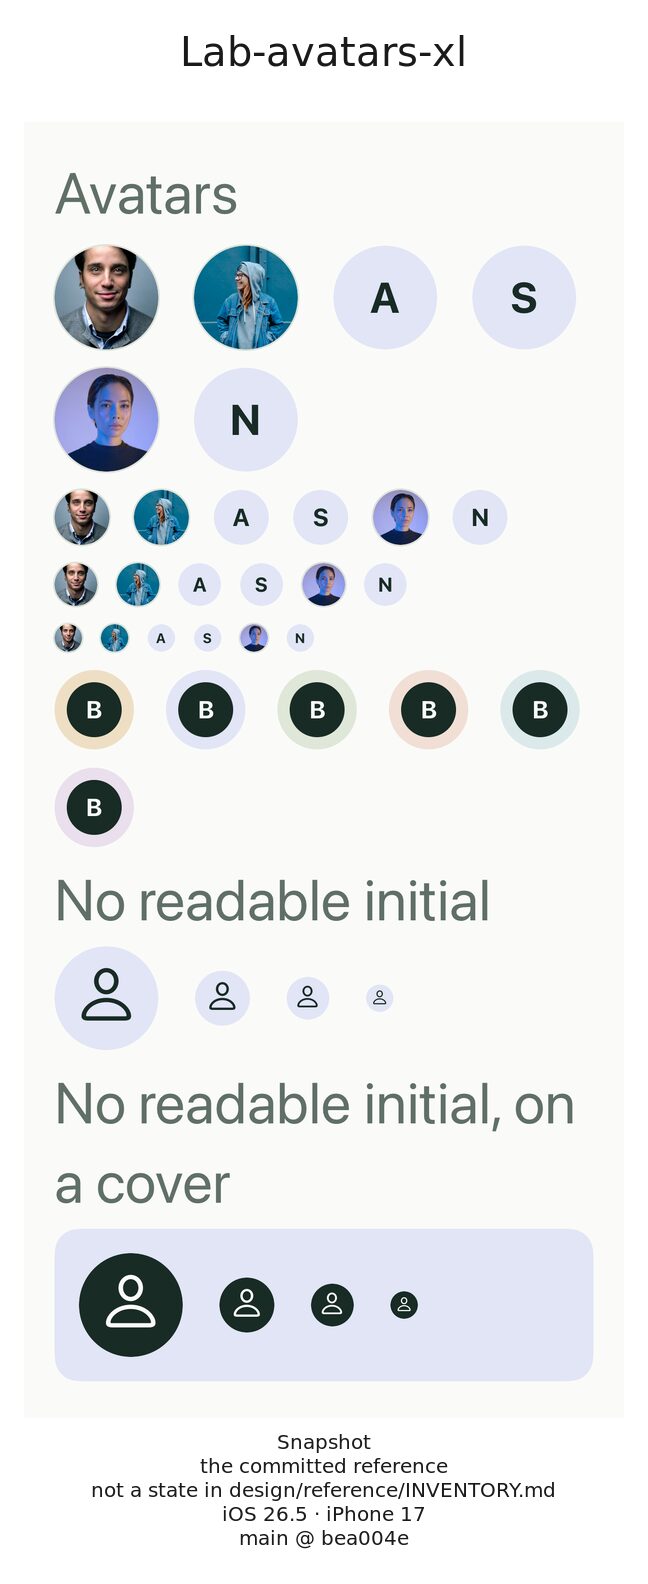 Lab-avatars-xl
Avatars
A S
N
A S N
A S N
A S N
B B B B B
B
No readable initial
No readable initial, on
a cover
Snapshot
the committed reference
not a state in design/reference/INVENTORY.md
iOS 26.5 · iPhone 17
main @ bea004e